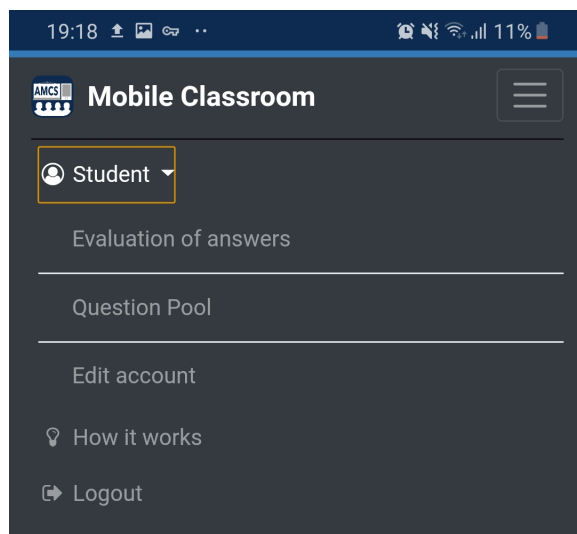 19:18 11%
AMCS Mobile Classroom
Student
Evaluation of answers
Question Pool
Edit account
How it works
Logout